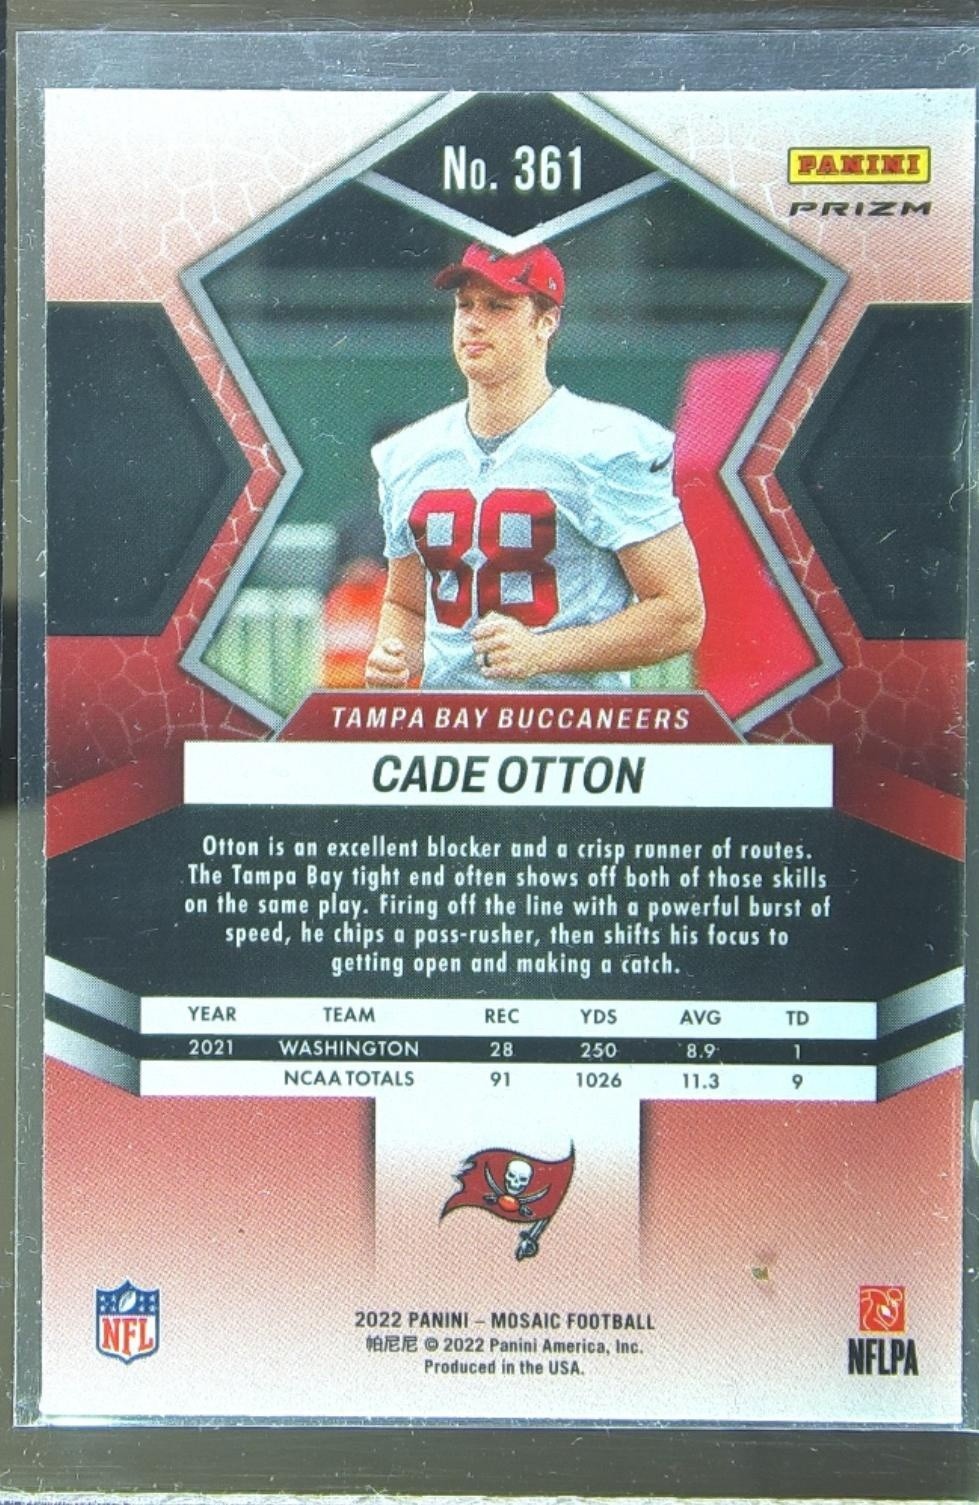 No. 361
PANINI
PRIZM
88
TAMPA BAY BUCCANEERS
CADE OTTON
Otton is an excellent blocker and a crisp runner of routes.
The Tampa Bay tight end often shows off both of those skills
on the same play. Firing off the line with a powerful burst of
speed, he chips a pass-rusher, then shifts his focus to
getting open and making a catch.
YEAR TEAM REC YDS AVG TD
2021 WASHINGTON 28 250 8.9 1
NCAA TOTALS 91 1026 11.3 9
NFL
2022 PANINI – MOSAIC FOOTBALL
帕尼尼 © 2022 Panini America, Inc.
Produced in the USA.
NFLPA